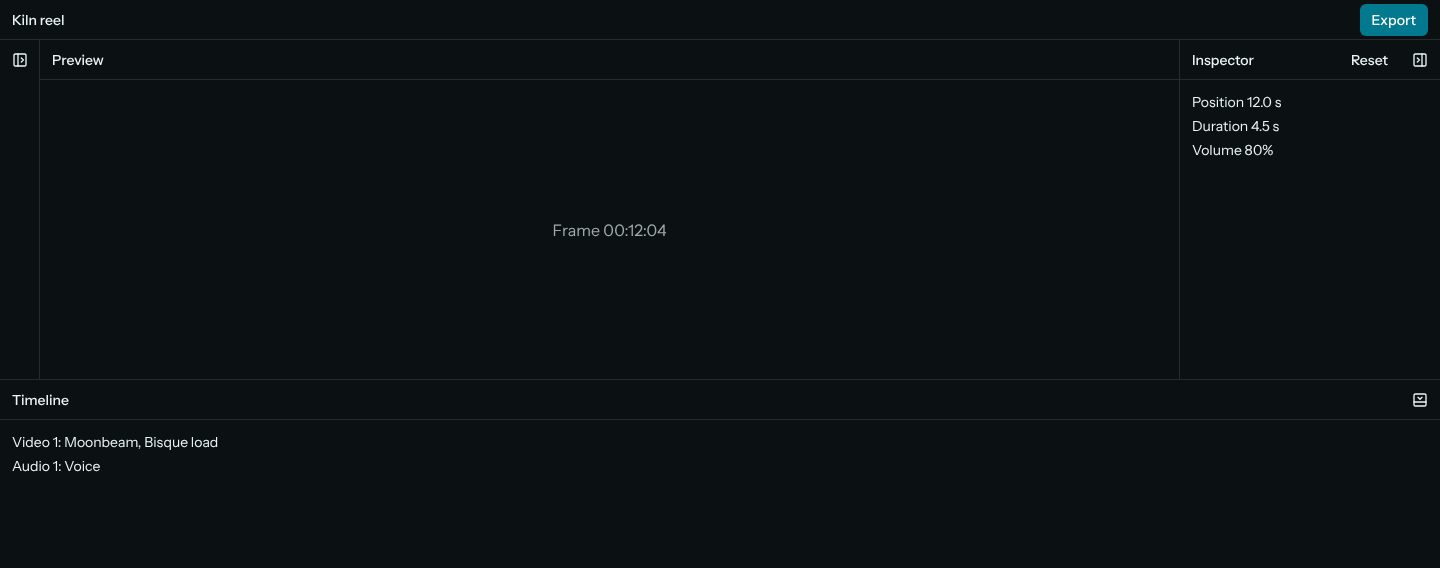 Kiln reel
Export
Preview
Inspector
Reset
Frame 00:12:04
Position 12.0 s
Duration 4.5 s
Volume 80%
Timeline
Video 1: Moonbeam, Bisque load
Audio 1: Voice